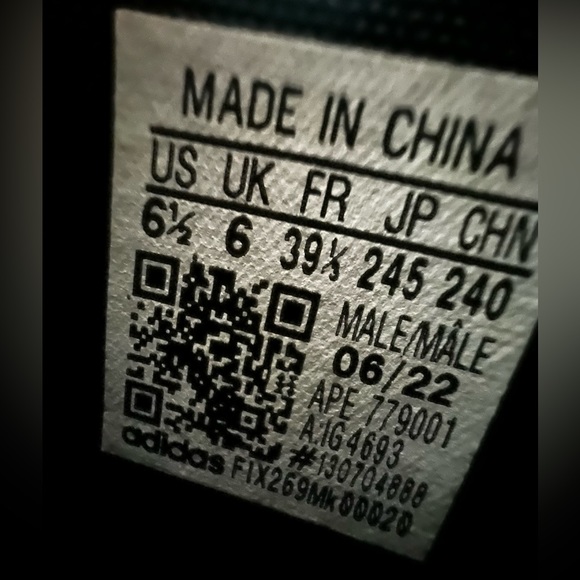 MADE IN CHINA
US UK FR JP CHN
6½ 6 39⅓ 245 240
MALE/MÂLE
06/22
APE 779001
A.IG4693
#130704888
adidas FIX269MK00020